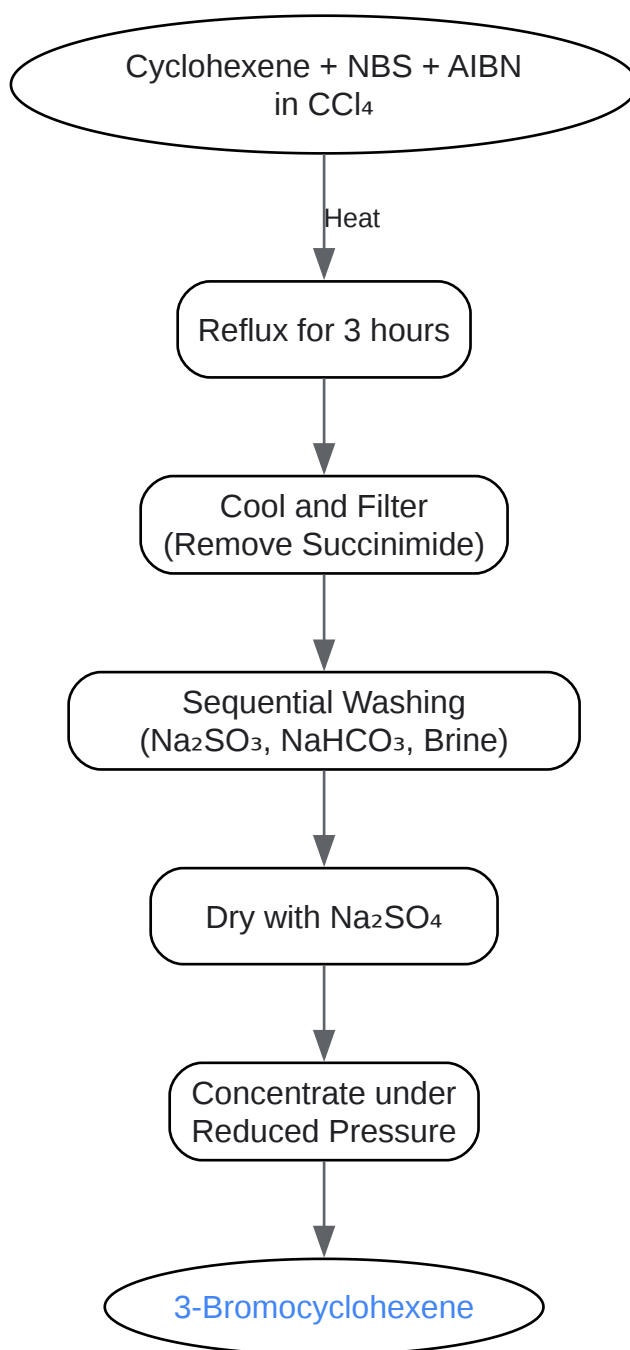 Cyclohexene + NBS + AIBN
in CCl₄
Heat
Reflux for 3 hours
Cool and Filter
(Remove Succinimide)
Sequential Washing
(Na₂SO₃, NaHCO₃, Brine)
Dry with Na₂SO₄
Concentrate under
Reduced Pressure
3-Bromocyclohexene